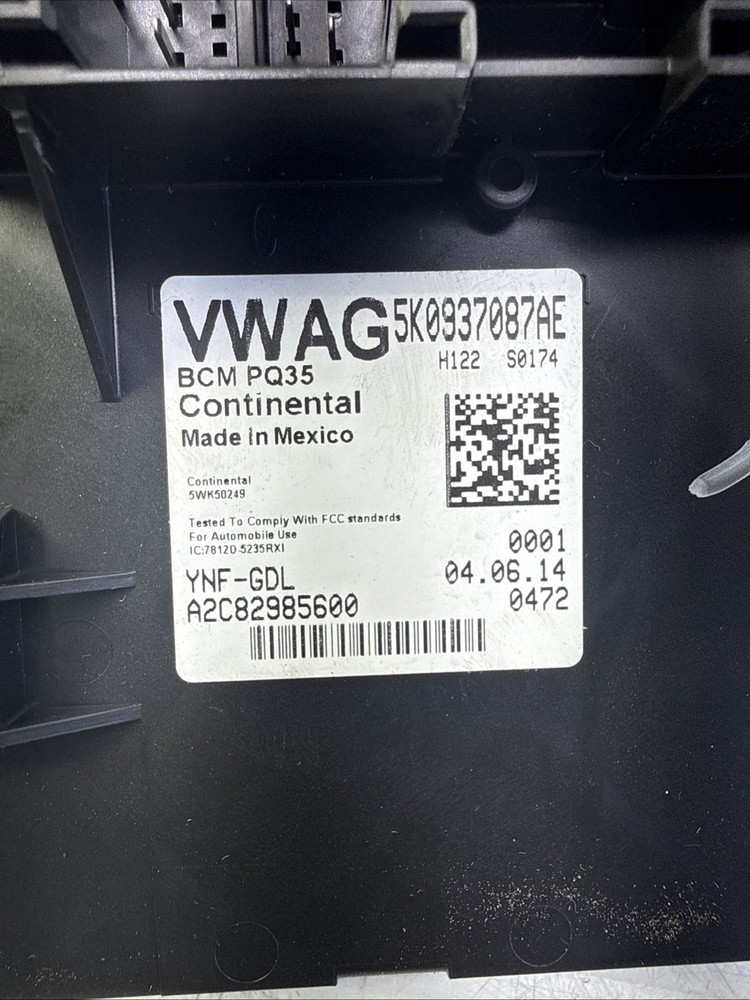 VWAG 5K0937087AE
H122 S0174
BCM PQ35
Continental
Made in Mexico
Continental
5WK50249
Tested To Comply With FCC standards
For Automobile Use
IC:7812D-5235RXI
0001
YNF-GDL 04.06.14
A2C82985600 0472